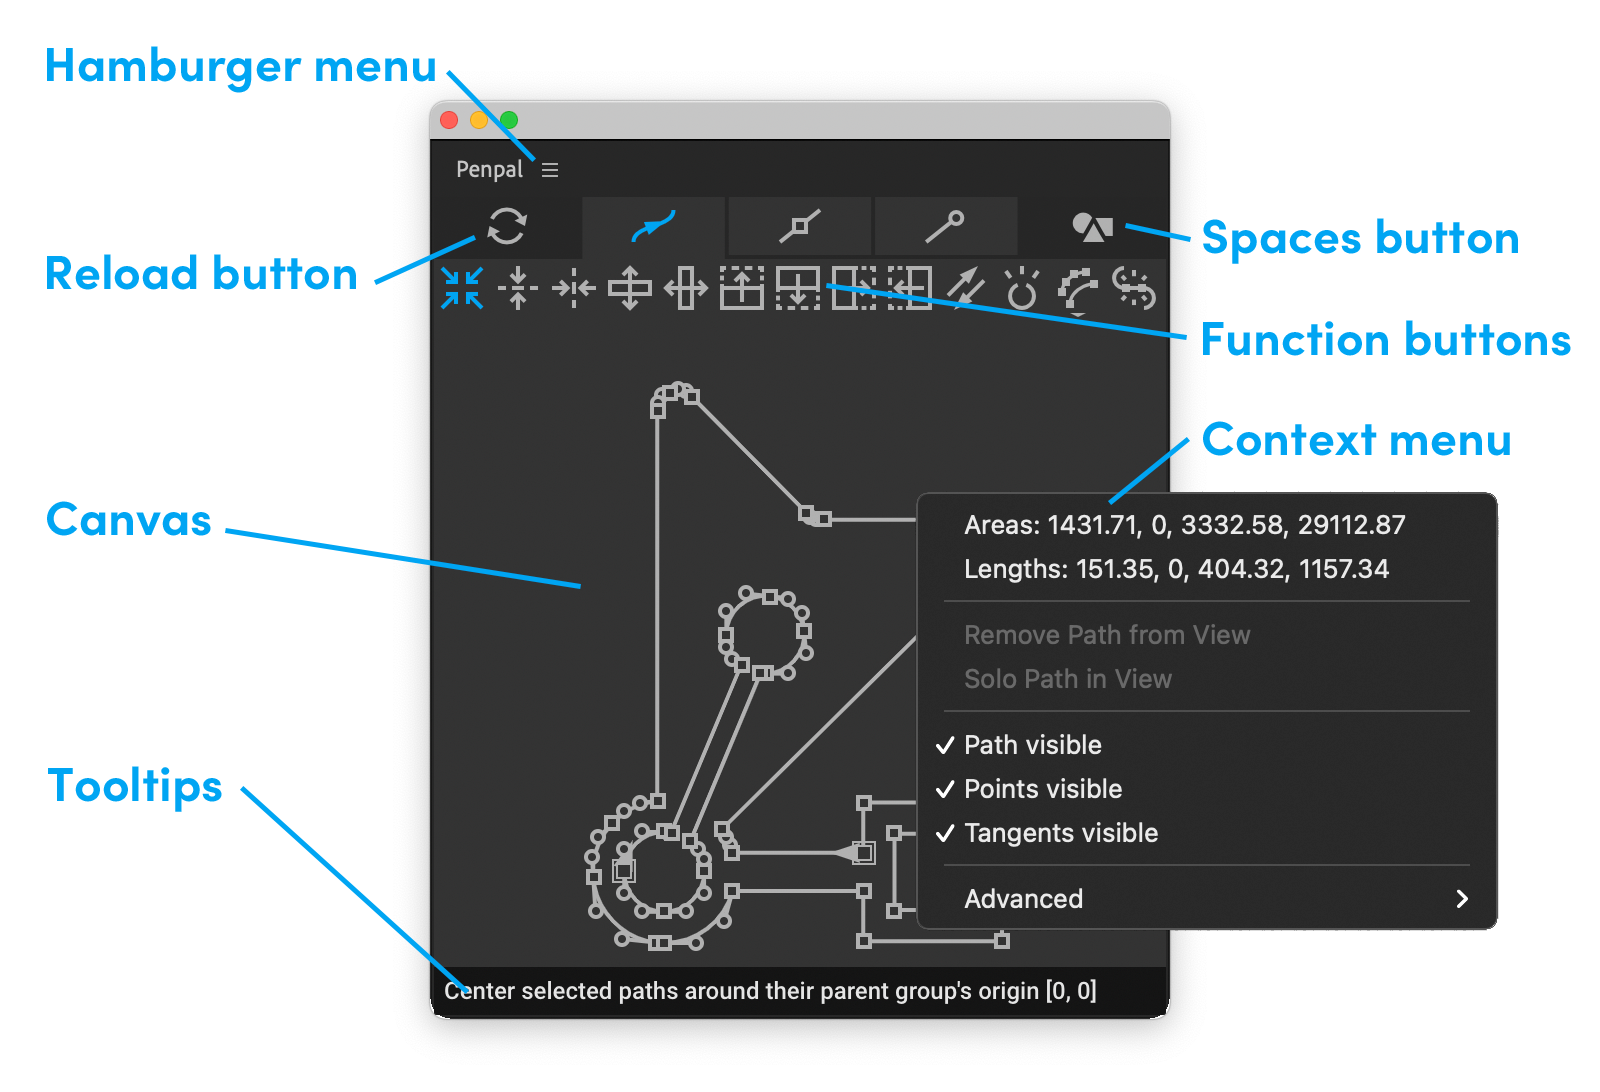 Hamburger menu
Penpal
Reload button
Spaces button
Function buttons
Context menu
Canvas
Areas: 1431.71, 0, 3332.58, 29112.87
Lengths: 151.35, 0, 404.32, 1157.34
Remove Path from View
Solo Path in View
Path visible
Points visible
Tangents visible
Advanced
Tooltips
Center selected paths around their parent group's origin [0, 0]